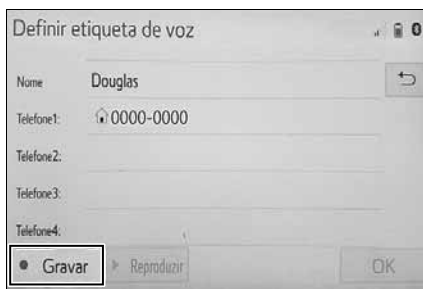 Definir etiqueta de voz
Nome Douglas
Telefone1: 0000-0000
Telefone2:
Telefone3:
Telefone4:
Gravar Reproduzir OK